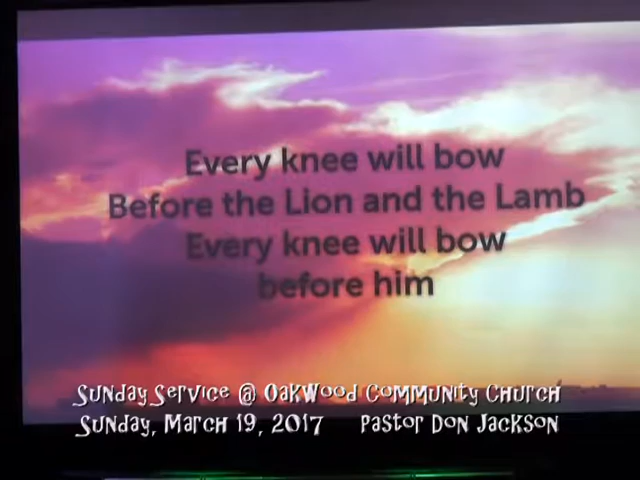 Every knee will bow
Before the Lion and the Lamb
Every knee will bow
before him
Sunday Service @ Oakwood Community Church
Sunday, March 19, 2017 Pastor Don Jackson